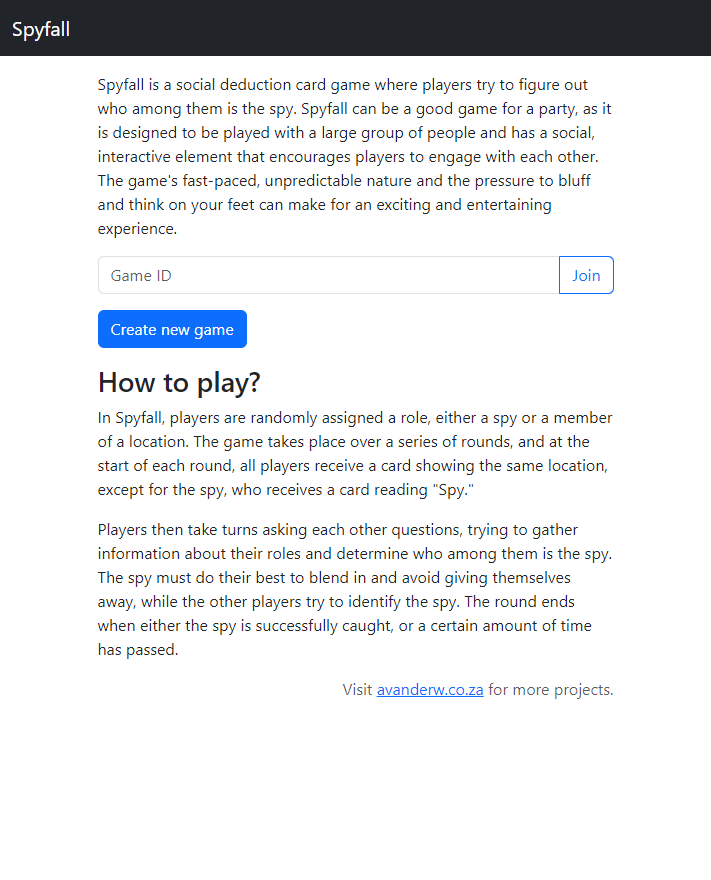 Spyfall
Spyfall is a social deduction card game where players try to figure out
who among them is the spy. Spyfall can be a good game for a party, as it
is designed to be played with a large group of people and has a social,
interactive element that encourages players to engage with each other.
The game's fast-paced, unpredictable nature and the pressure to bluff
and think on your feet can make for an exciting and entertaining
experience.
Game ID
Join
Create new game
How to play?
In Spyfall, players are randomly assigned a role, either a spy or a member
of a location. The game takes place over a series of rounds, and at the
start of each round, all players receive a card showing the same location,
except for the spy, who receives a card reading "Spy."
Players then take turns asking each other questions, trying to gather
information about their roles and determine who among them is the spy.
The spy must do their best to blend in and avoid giving themselves
away, while the other players try to identify the spy. The round ends
when either the spy is successfully caught, or a certain amount of time
has passed.
Visit avanderw.co.za for more projects.